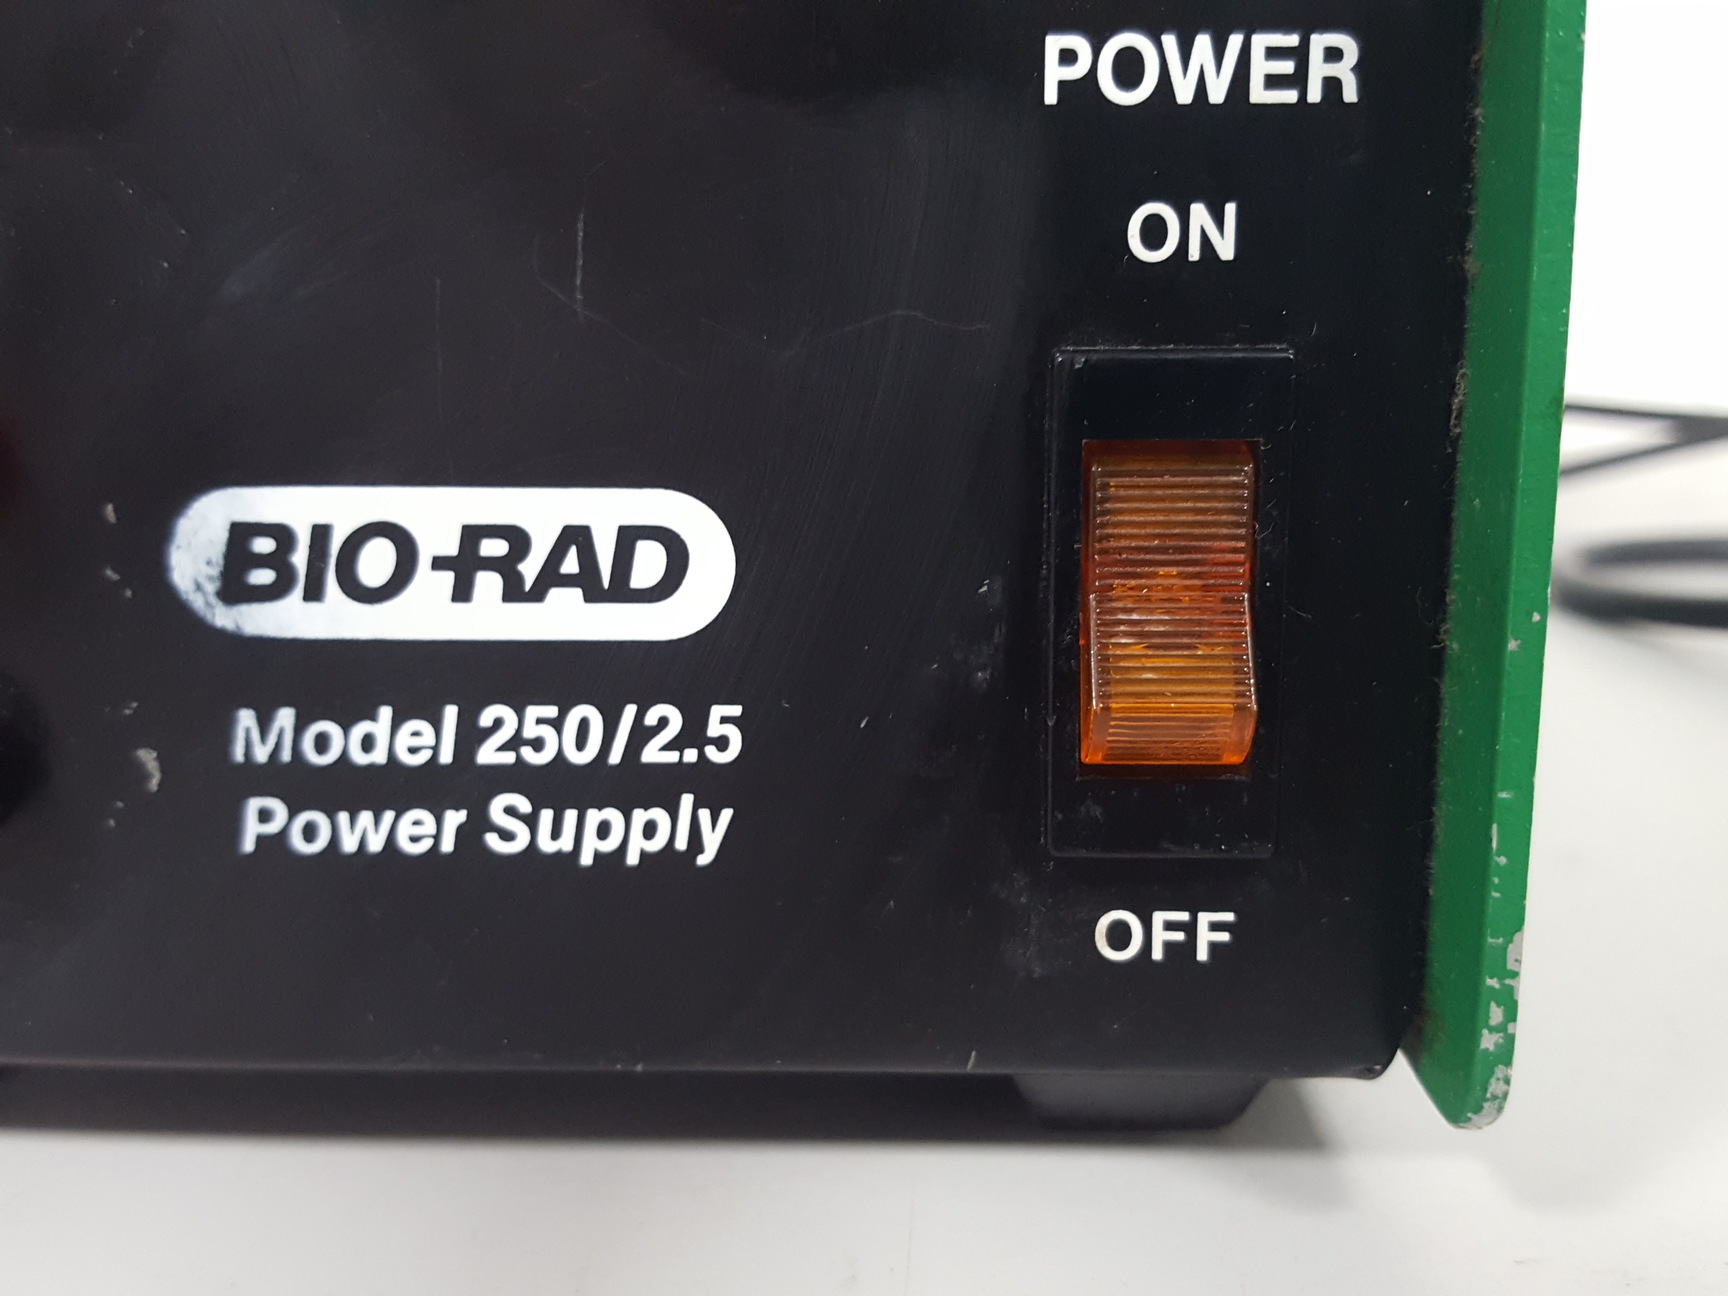 POWER
ON
BIO-RAD
Model 250/2.5
Power Supply
OFF